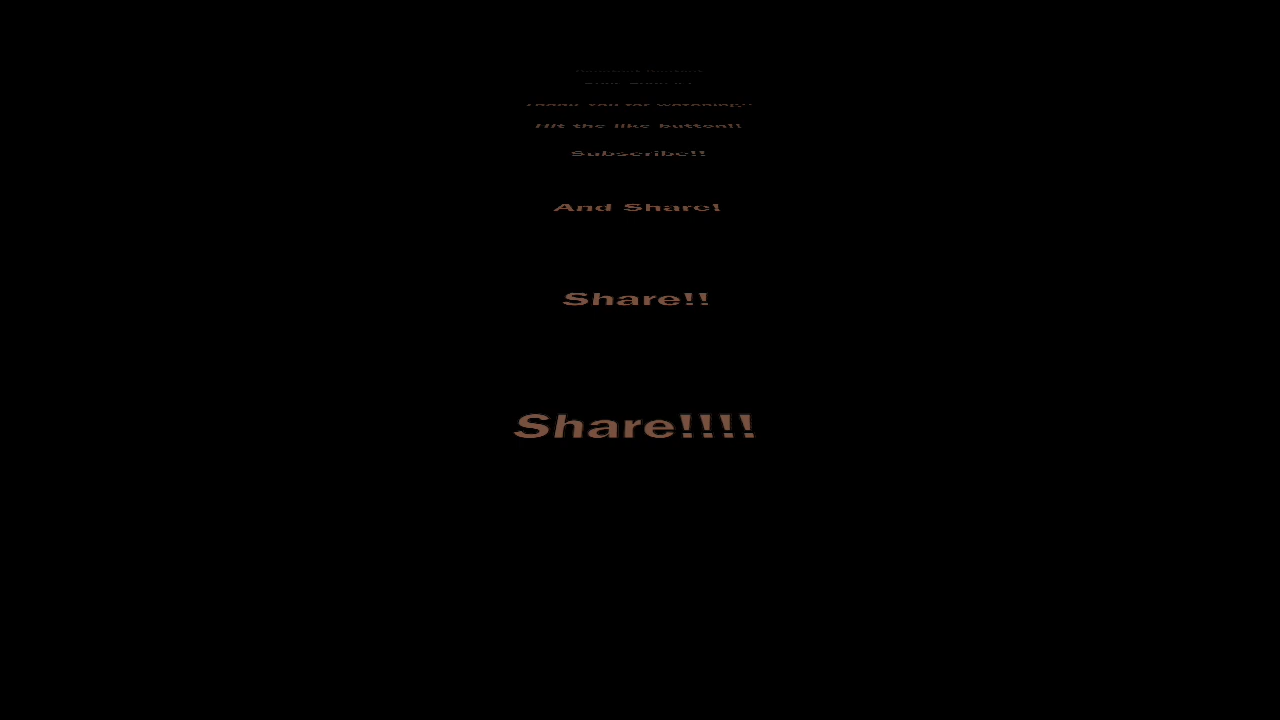 Thank You for watching!!
Hit the like button!!
Subscribe!!
And Share!
Share!!
Share!!!!